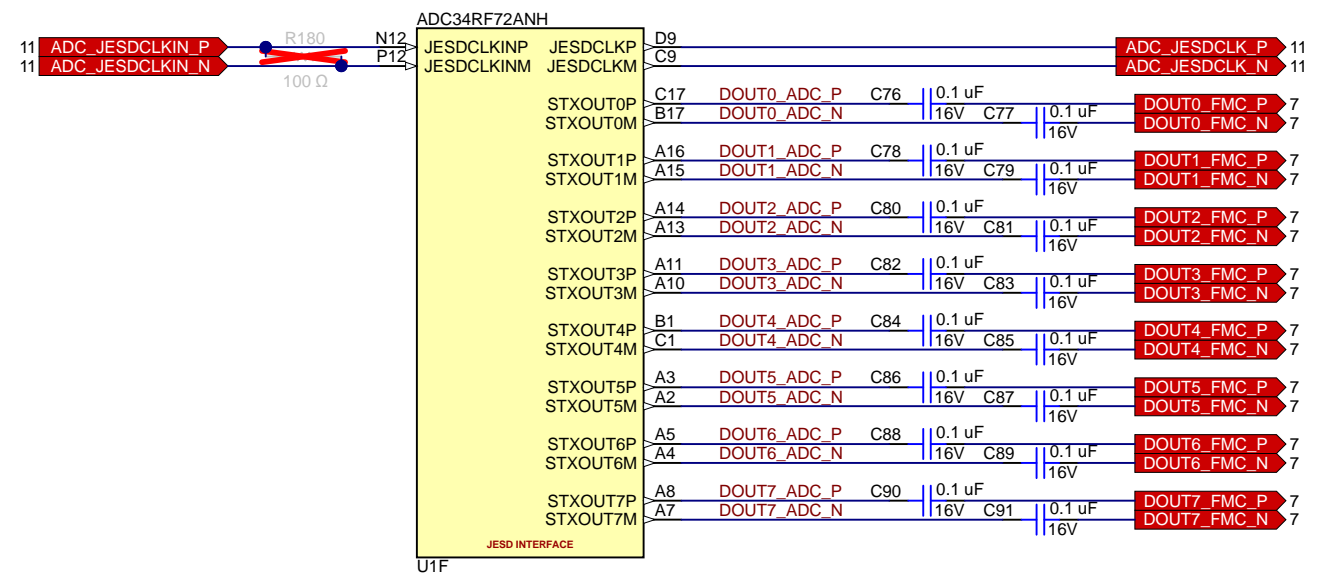 ADC34RF72ANH
11 ADC_JESDCLKIN_P R180 N12 JESDCLKINP JESDCLKP D9 ADC_JESDCLK_P 11
11 ADC_JESDCLKIN_N 100 Ω P12 JESDCLKINM JESDCLKM C9 ADC_JESDCLK_N 11
STXOUT0P C17 DOUT0_ADC_P C76 0.1 uF 16V DOUT0_FMC_P 7
STXOUT0M B17 DOUT0_ADC_N C77 0.1 uF 16V DOUT0_FMC_N 7
STXOUT1P A16 DOUT1_ADC_P C78 0.1 uF 16V DOUT1_FMC_P 7
STXOUT1M A15 DOUT1_ADC_N C79 0.1 uF 16V DOUT1_FMC_N 7
STXOUT2P A14 DOUT2_ADC_P C80 0.1 uF 16V DOUT2_FMC_P 7
STXOUT2M A13 DOUT2_ADC_N C81 0.1 uF 16V DOUT2_FMC_N 7
STXOUT3P A11 DOUT3_ADC_P C82 0.1 uF 16V DOUT3_FMC_P 7
STXOUT3M A10 DOUT3_ADC_N C83 0.1 uF 16V DOUT3_FMC_N 7
STXOUT4P B1 DOUT4_ADC_P C84 0.1 uF 16V DOUT4_FMC_P 7
STXOUT4M C1 DOUT4_ADC_N C85 0.1 uF 16V DOUT4_FMC_N 7
STXOUT5P A3 DOUT5_ADC_P C86 0.1 uF 16V DOUT5_FMC_P 7
STXOUT5M A2 DOUT5_ADC_N C87 0.1 uF 16V DOUT5_FMC_N 7
STXOUT6P A5 DOUT6_ADC_P C88 0.1 uF 16V DOUT6_FMC_P 7
STXOUT6M A4 DOUT6_ADC_N C89 0.1 uF 16V DOUT6_FMC_N 7
STXOUT7P A8 DOUT7_ADC_P C90 0.1 uF 16V DOUT7_FMC_P 7
STXOUT7M A7 DOUT7_ADC_N C91 0.1 uF 16V DOUT7_FMC_N 7
JESD INTERFACE
U1F